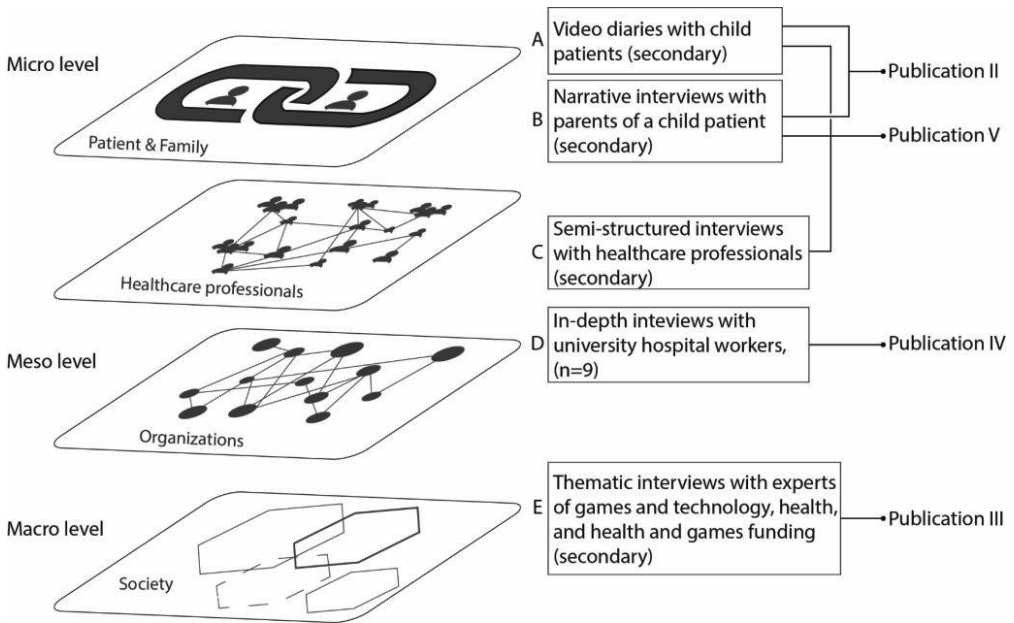 Micro level
Patient & Family
Healthcare professionals
Meso level
Organizations
Macro level
Society
A
Video diaries with child
patients (secondary)
B
Narrative interviews with
parents of a child patient
(secondary)
C
Semi-structured interviews
with healthcare professionals
(secondary)
D
In-depth inteviews with
university hospital workers,
(n=9)
E
Thematic interviews with experts
of games and technology, health,
and health and games funding
(secondary)
Publication II
Publication V
Publication IV
Publication III